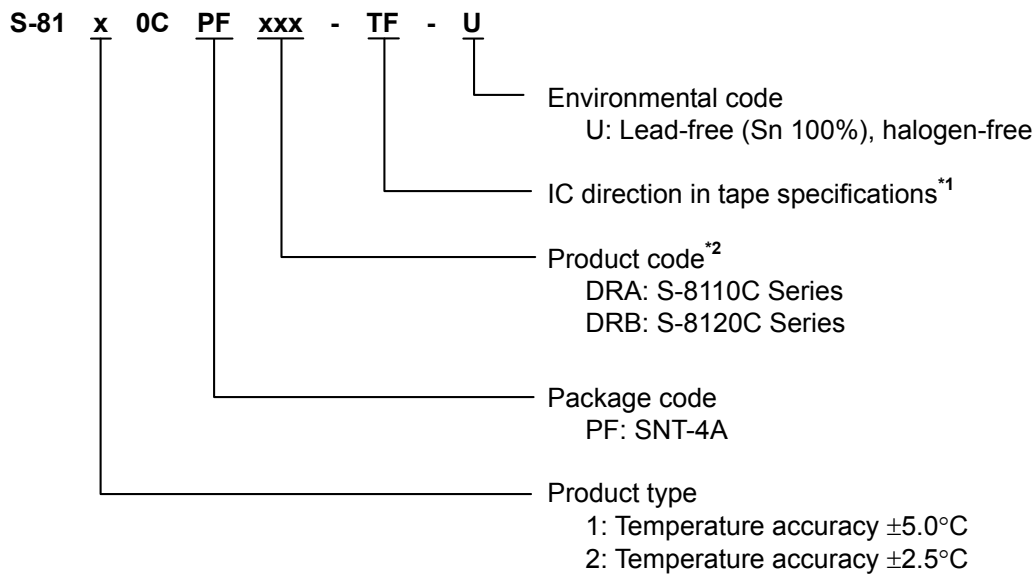 S-81 x 0C PF xxx - TF - U
Environmental code
U: Lead-free (Sn 100%), halogen-free
IC direction in tape specifications*1
Product code*2
DRA: S-8110C Series
DRB: S-8120C Series
Package code
PF: SNT-4A
Product type
1: Temperature accuracy ±5.0°C
2: Temperature accuracy ±2.5°C